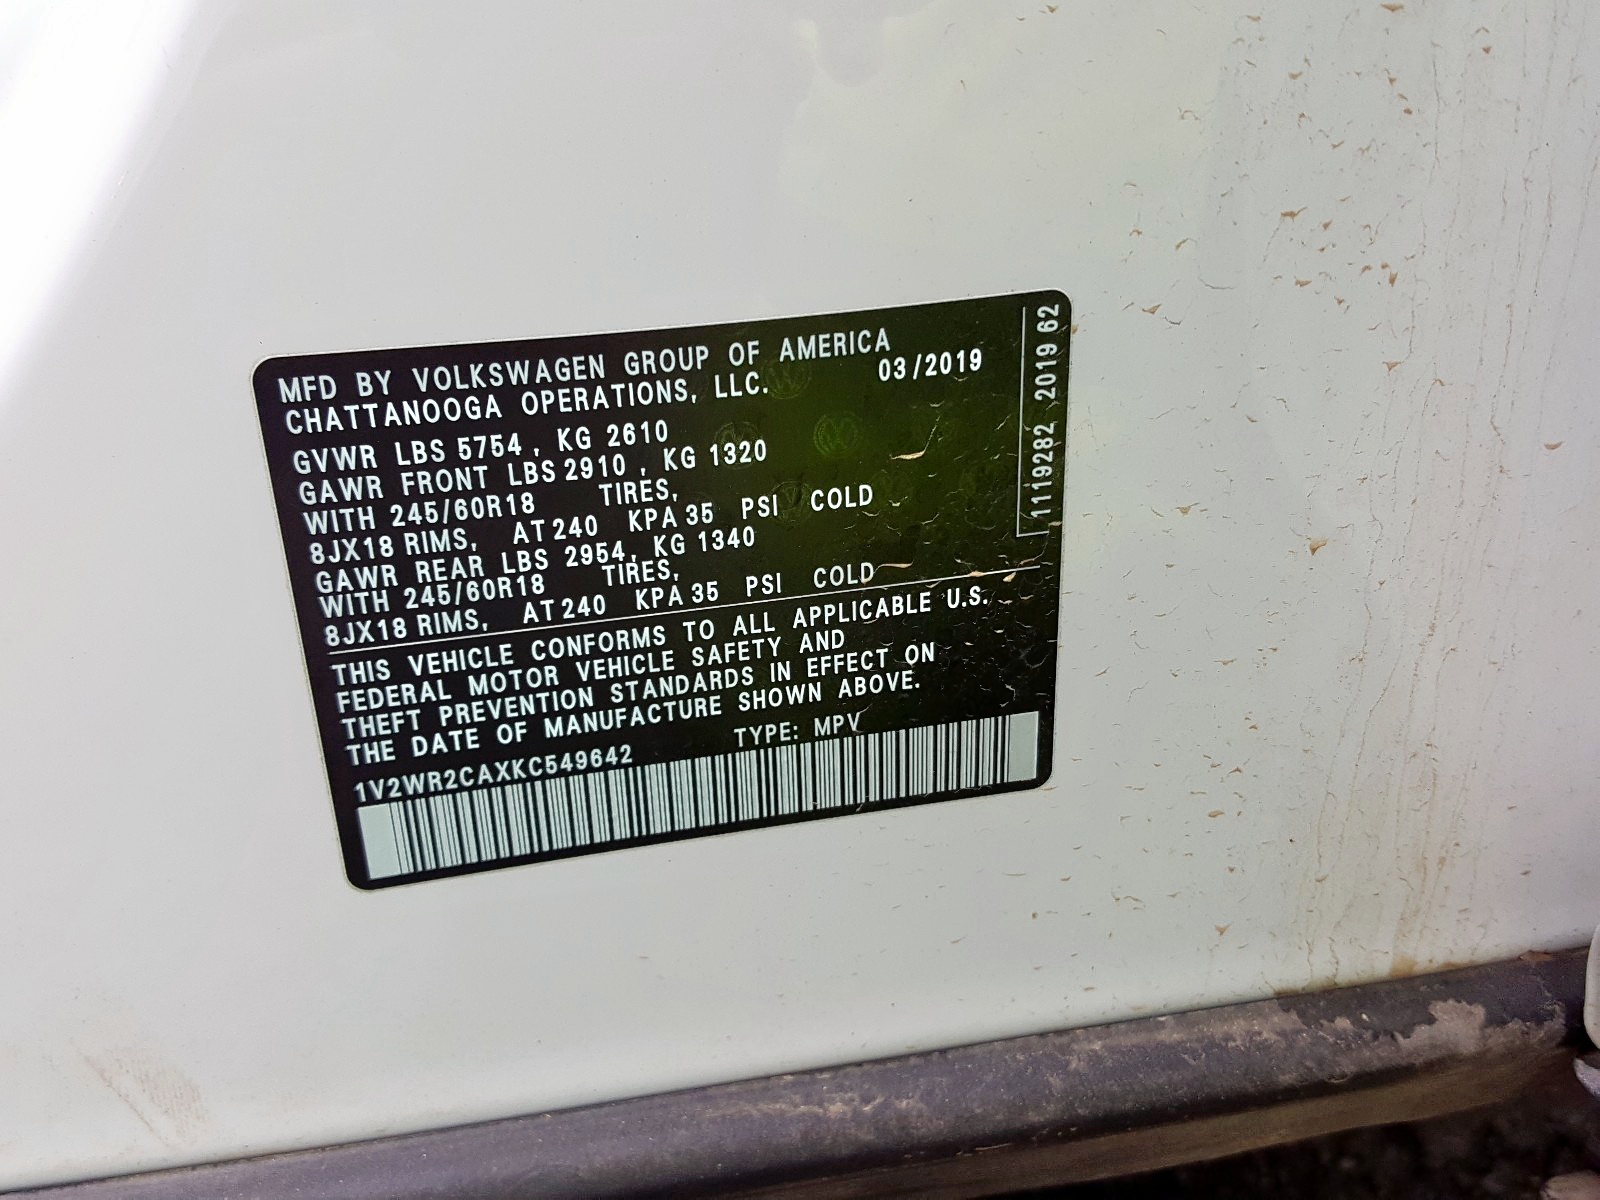 MFD BY VOLKSWAGEN GROUP OF AMERICA
CHATTANOOGA OPERATIONS, LLC. 03/2019
GVWR LBS 5754 , KG 2610
GAWR FRONT LBS 2910 , KG 1320
WITH 245/60R18 TIRES,
8JX18 RIMS, AT 240 KPA 35 PSI COLD
GAWR REAR LBS 2954, KG 1340
WITH 245/60R18 TIRES,
8JX18 RIMS, AT 240 KPA 35 PSI COLD
THIS VEHICLE CONFORMS TO ALL APPLICABLE U.S.
FEDERAL MOTOR VEHICLE SAFETY AND
THEFT PREVENTION STANDARDS IN EFFECT ON
THE DATE OF MANUFACTURE SHOWN ABOVE.
1V2WR2CAXKC549642 TYPE: MPV
1119282 2019 62